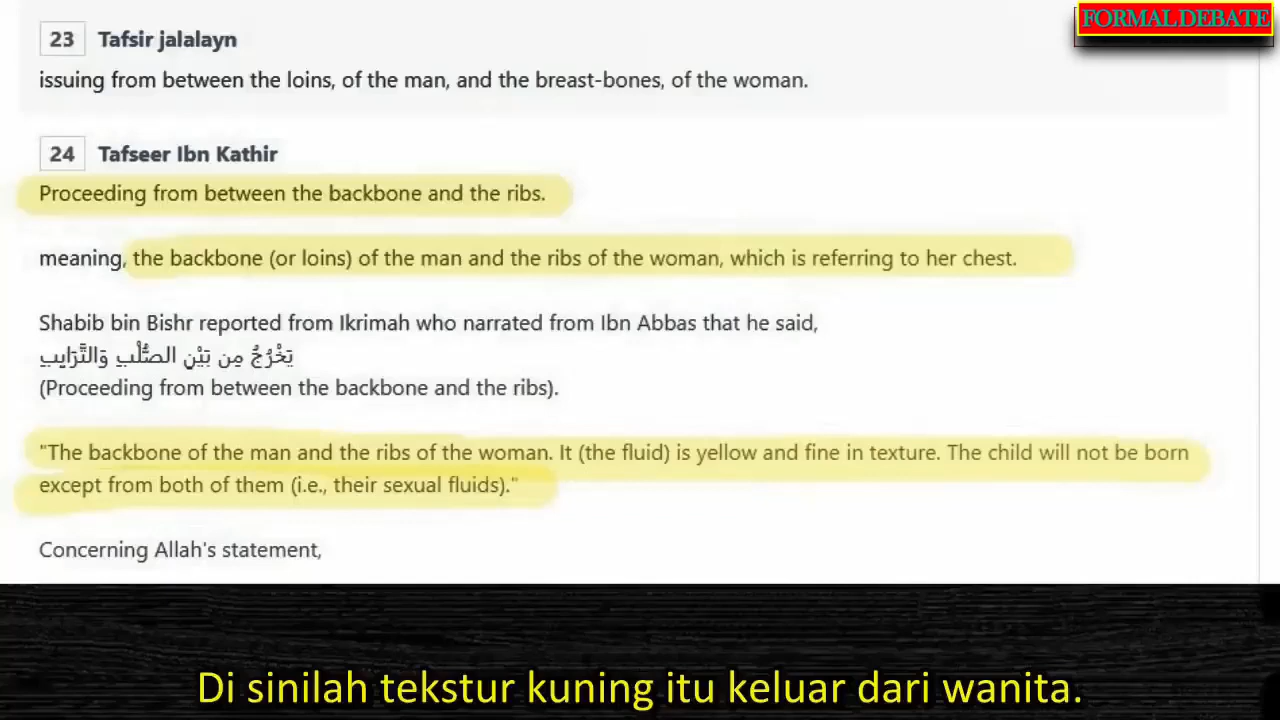 FORMAL DEBATE
23 Tafsir jalalayn
issuing from between the loins, of the man, and the breast-bones, of the woman.
24 Tafseer Ibn Kathir
Proceeding from between the backbone and the ribs.
meaning, the backbone (or loins) of the man and the ribs of the woman, which is referring to her chest.
Shabib bin Bishr reported from Ikrimah who narrated from Ibn Abbas that he said,
يَخْرُجُ مِن بَيْنِ الصُّلْبِ وَالتَّرَايِبِ
(Proceeding from between the backbone and the ribs).
"The backbone of the man and the ribs of the woman. It (the fluid) is yellow and fine in texture. The child will not be born
except from both of them (i.e., their sexual fluids)."
Concerning Allah's statement,
Di sinilah tekstur kuning itu keluar dari wanita.